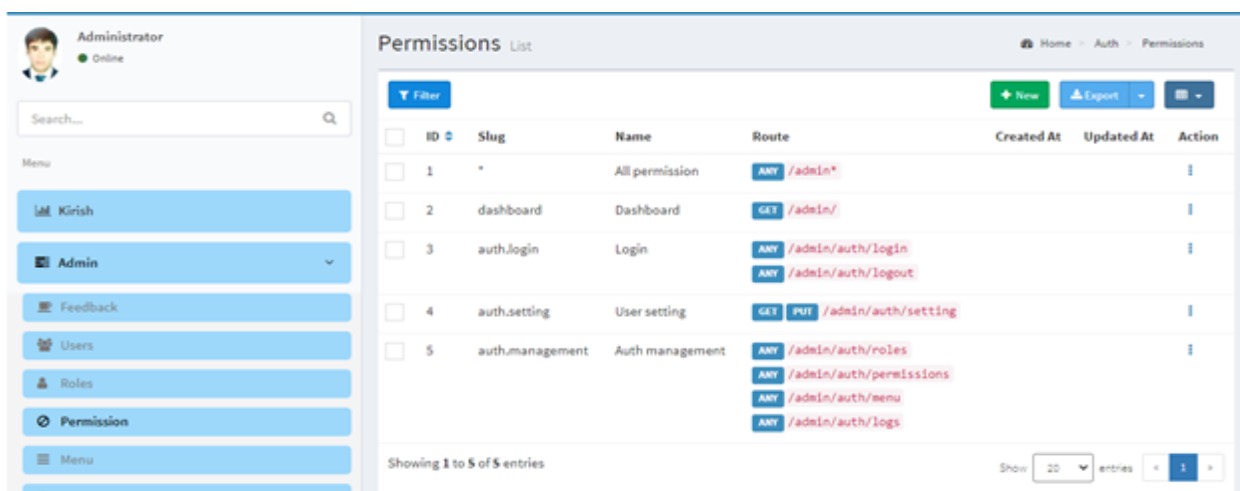 Administrator
Online
Search...
Menu
Kirish
Admin
Feedback
Users
Roles
Permission
Menu
Permissions List
Home > Auth > Permissions
Filter
New Export
ID Slug Name Route Created At Updated At Action
1 * All permission ANY /admin*
2 dashboard Dashboard GET /admin/
3 auth.login Login ANY /admin/auth/login
ANY /admin/auth/logout
4 auth.setting User setting GET PUT /admin/auth/setting
5 auth.management Auth management ANY /admin/auth/roles
ANY /admin/auth/permissions
ANY /admin/auth/menu
ANY /admin/auth/logs
Showing 1 to 5 of 5 entries
Show 20 entries « 1 »